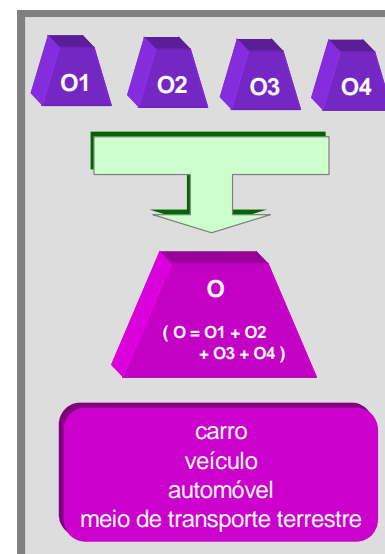 O1 O2 O3 O4
O
( O = O1 + O2
+ O3 + O4 )
carro
veículo
automóvel
meio de transporte terrestre